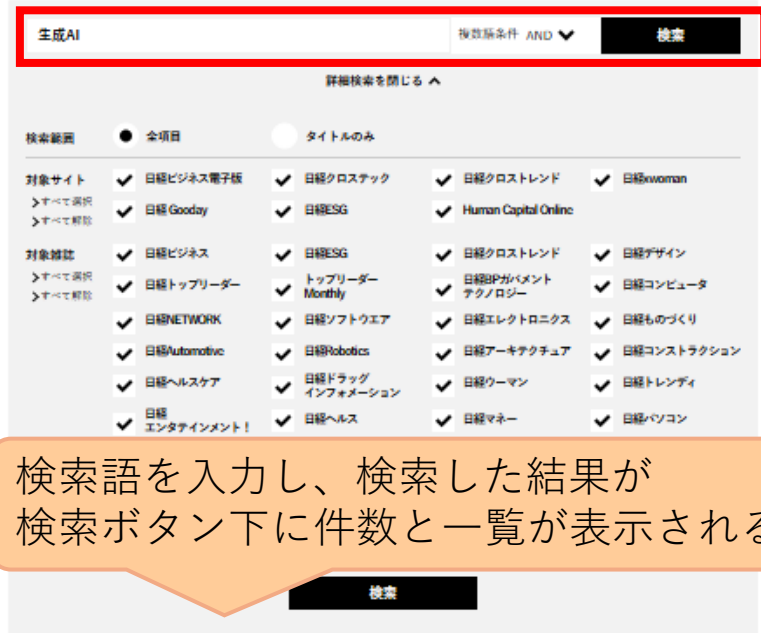 生成AI 複数語条件 AND 検索
詳細検索を閉じる
検索範囲 全項目 タイトルのみ
対象サイト 日経ビジネス電子版 日経クロステック 日経クロストレンド 日経xwoman
すべて選択
すべて解除
日経Gooday 日経ESG Human Capital Online
対象雑誌 日経ビジネス 日経ESG 日経クロストレンド 日経デザイン
すべて選択
すべて解除
日経トップリーダー トップリーダー
Monthly 日経BPガバメント
テクノロジー 日経コンピュータ
日経NETWORK 日経ソフトウエア 日経エレクトロニクス 日経ものづくり
日経Automotive 日経Robotics 日経アーキテクチュア 日経コンストラクション
日経ヘルスケア 日経ドラッグ
インフォメーション 日経ウーマン 日経トレンディ
日経
エンタテインメント! 日経ヘルス 日経マネー 日経パソコン
検索語を入力し、検索した結果が
検索ボタン下に件数と一覧が表示される
検索